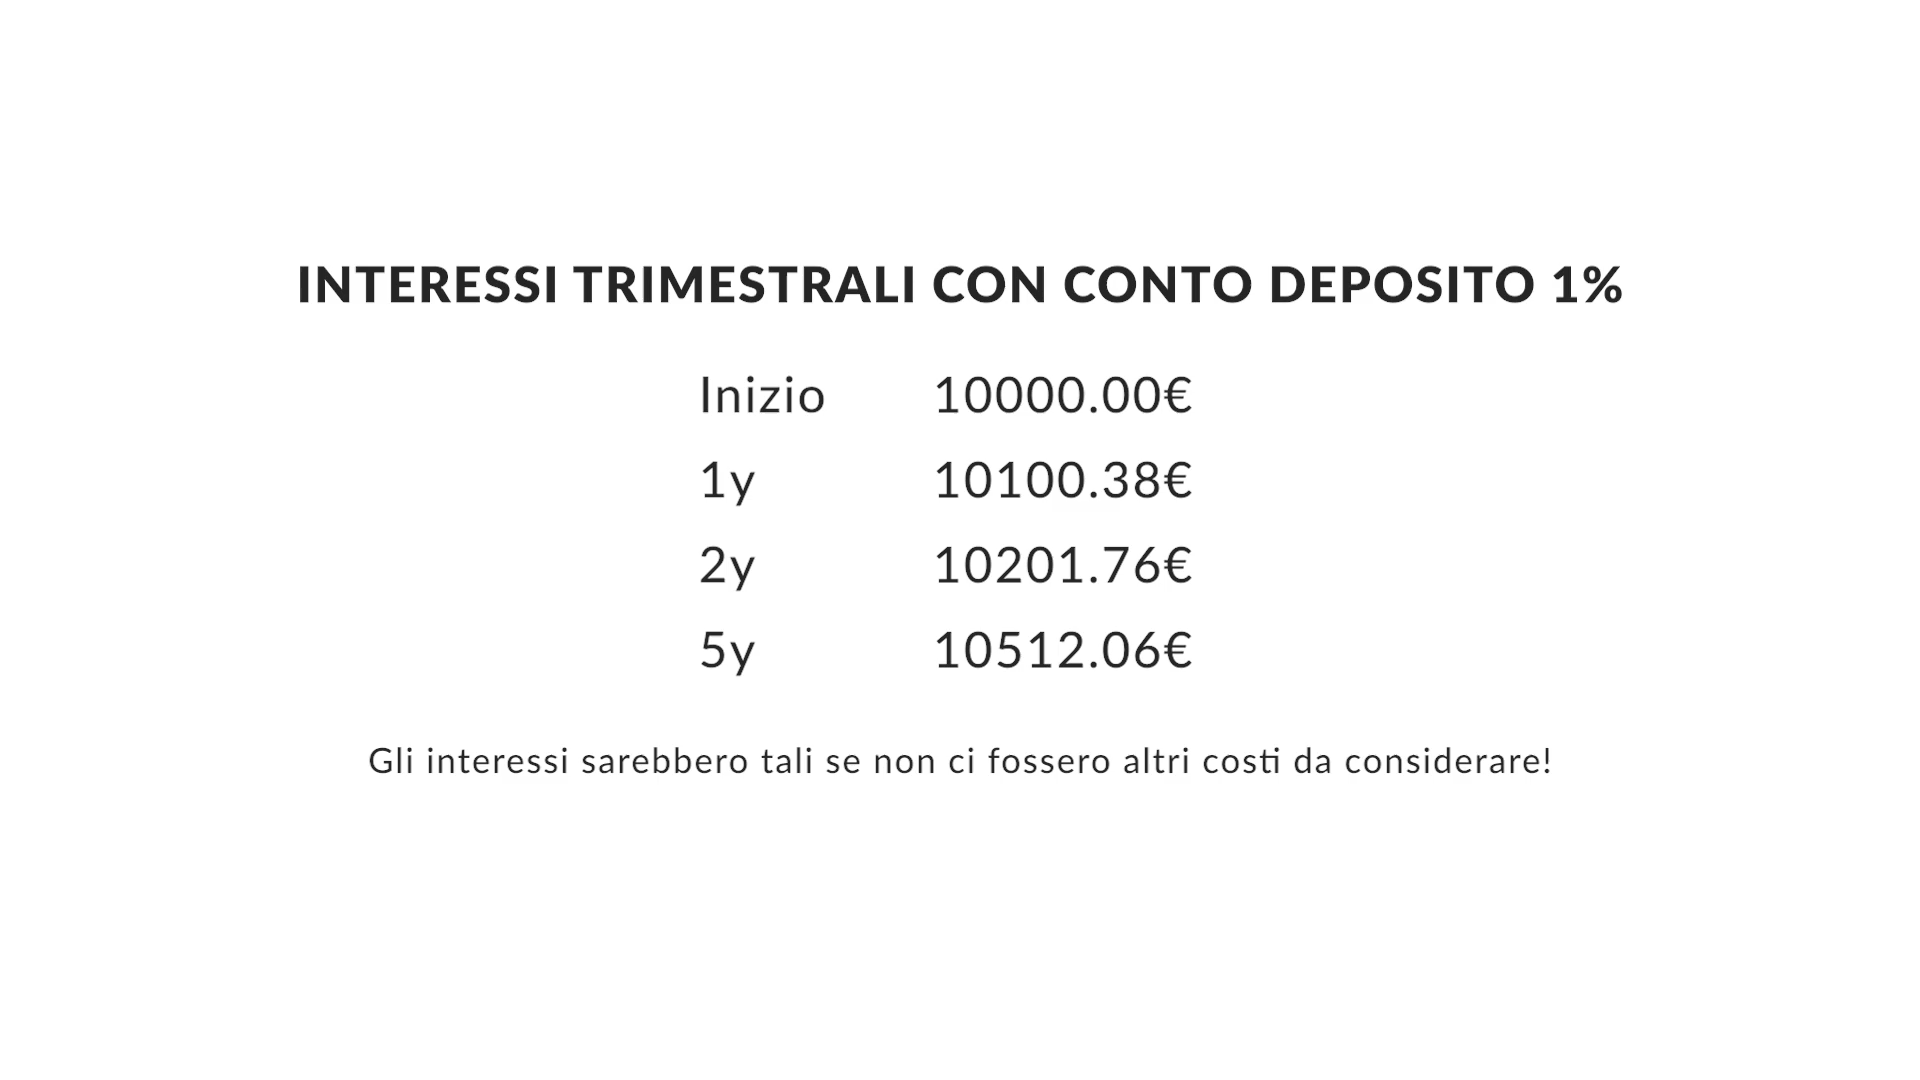 INTERESSI TRIMESTRALI CON CONTO DEPOSITO 1%
Inizio 10000.00€
1y 10100.38€
2y 10201.76€
5y 10512.06€
Gli interessi sarebbero tali se non ci fossero altri costi da considerare!